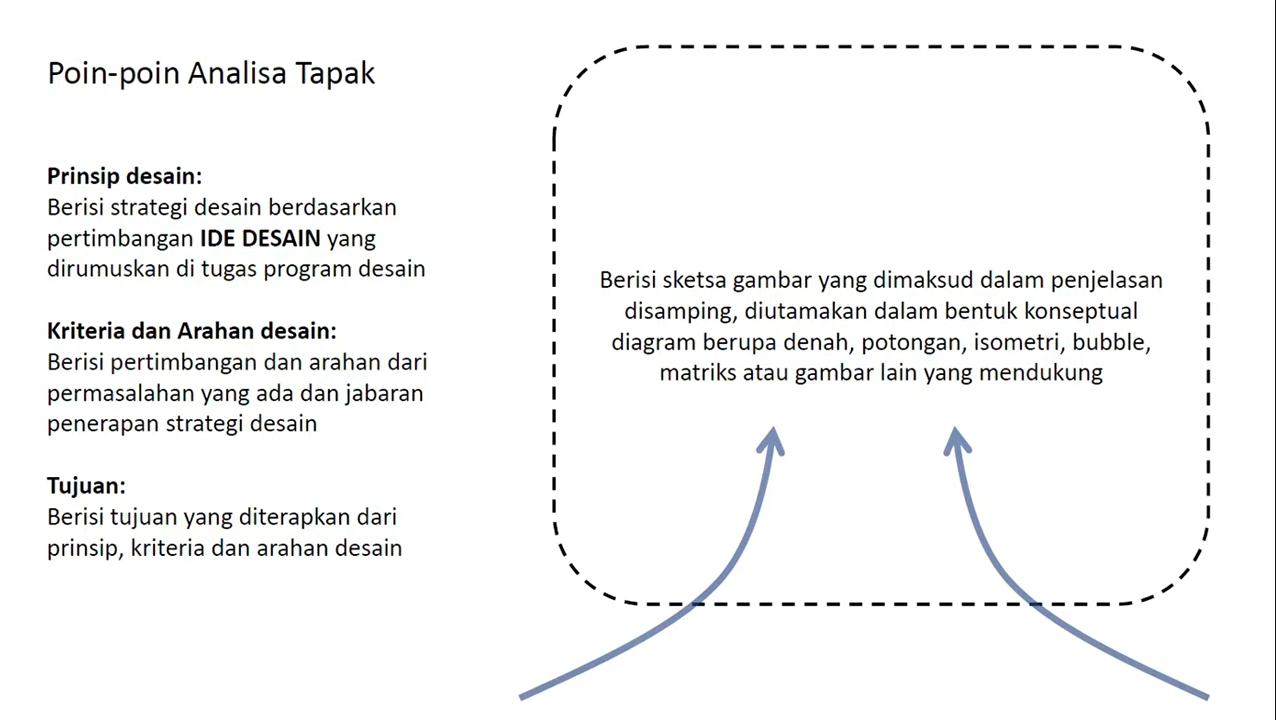 Poin-poin Analisa Tapak
Prinsip desain:
Berisi strategi desain berdasarkan
pertimbangan IDE DESAIN yang
dirumuskan di tugas program desain
Kriteria dan Arahan desain:
Berisi pertimbangan dan arahan dari
permasalahan yang ada dan jabaran
penerapan strategi desain
Tujuan:
Berisi tujuan yang diterapkan dari
prinsip, kriteria dan arahan desain
Berisi sketsa gambar yang dimaksud dalam penjelasan
disamping, diutamakan dalam bentuk konseptual
diagram berupa denah, potongan, isometri, bubble,
matriks atau gambar lain yang mendukung